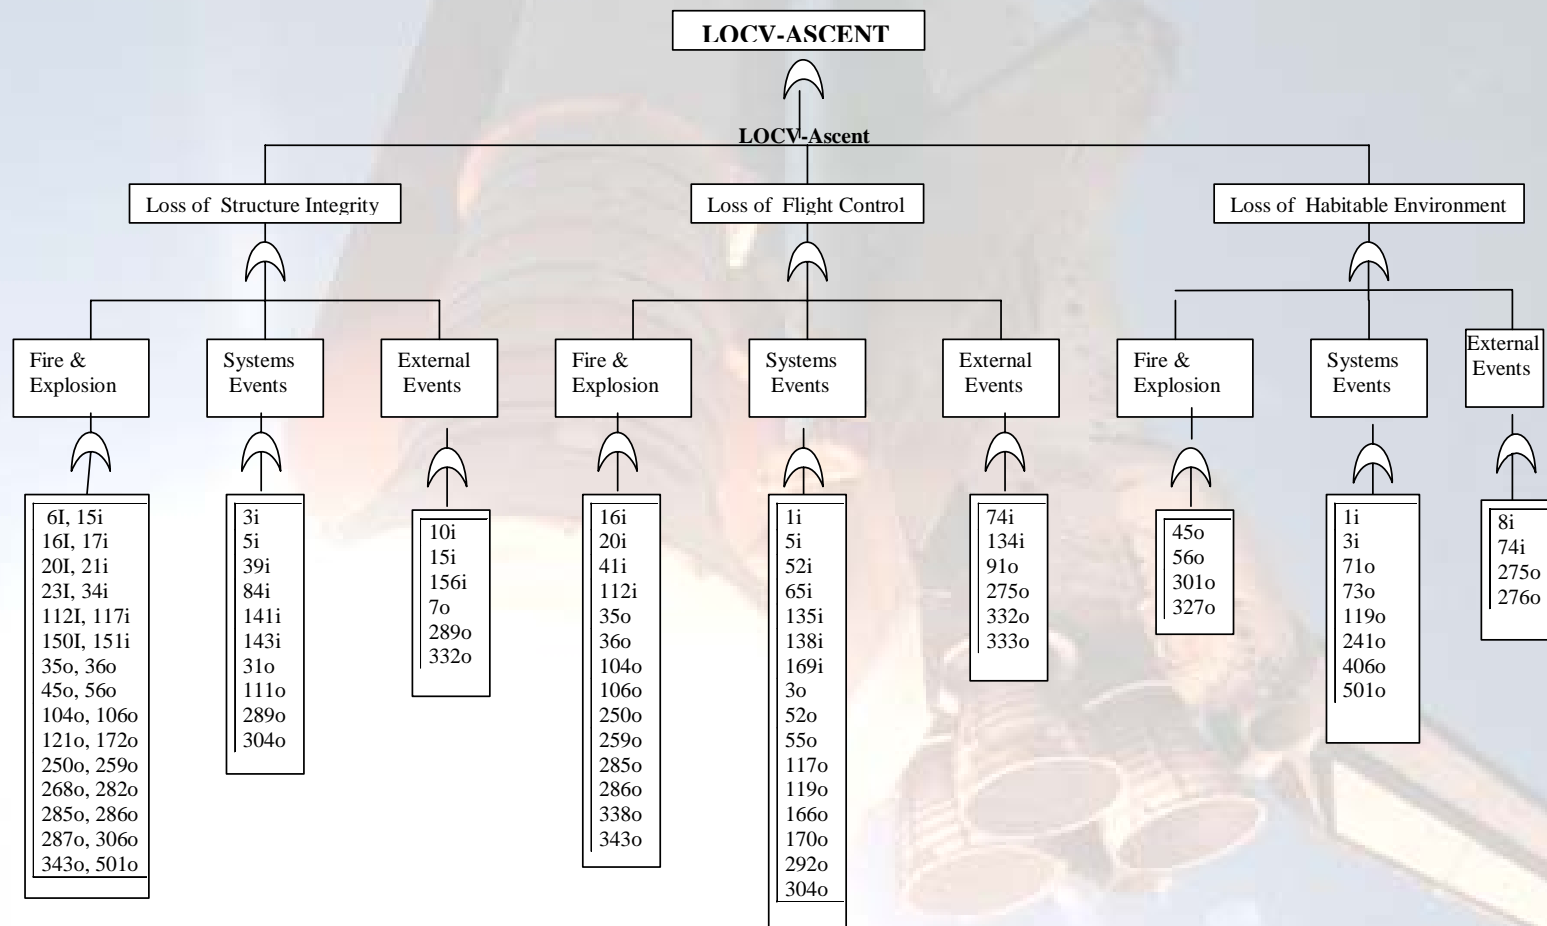 LOCV-ASCENT
LOCV-Ascent
Loss of Structure Integrity
Loss of Flight Control
Loss of Habitable Environment
Fire &
Explosion
Systems
Events
External
Events
Fire &
Explosion
Systems
Events
External
Events
Fire &
Explosion
Systems
Events
External
Events
6I, 15i
16I, 17i
20I, 21i
23I, 34i
112I, 117i
150I, 151i
35o, 36o
45o, 56o
104o, 106o
121o, 172o
250o, 259o
268o, 282o
285o, 286o
287o, 306o
343o, 501o
3i
5i
39i
84i
141i
143i
31o
111o
289o
304o
10i
15i
156i
7o
289o
332o
16i
20i
41i
112i
35o
36o
104o
106o
250o
259o
285o
286o
338o
343o
1i
5i
52i
65i
135i
138i
169i
3o
52o
55o
117o
119o
166o
170o
292o
304o
74i
134i
91o
275o
332o
333o
45o
56o
301o
327o
1i
3i
71o
73o
119o
241o
406o
501o
8i
74i
275o
276o